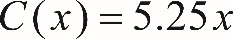 C(x) = 5.25x